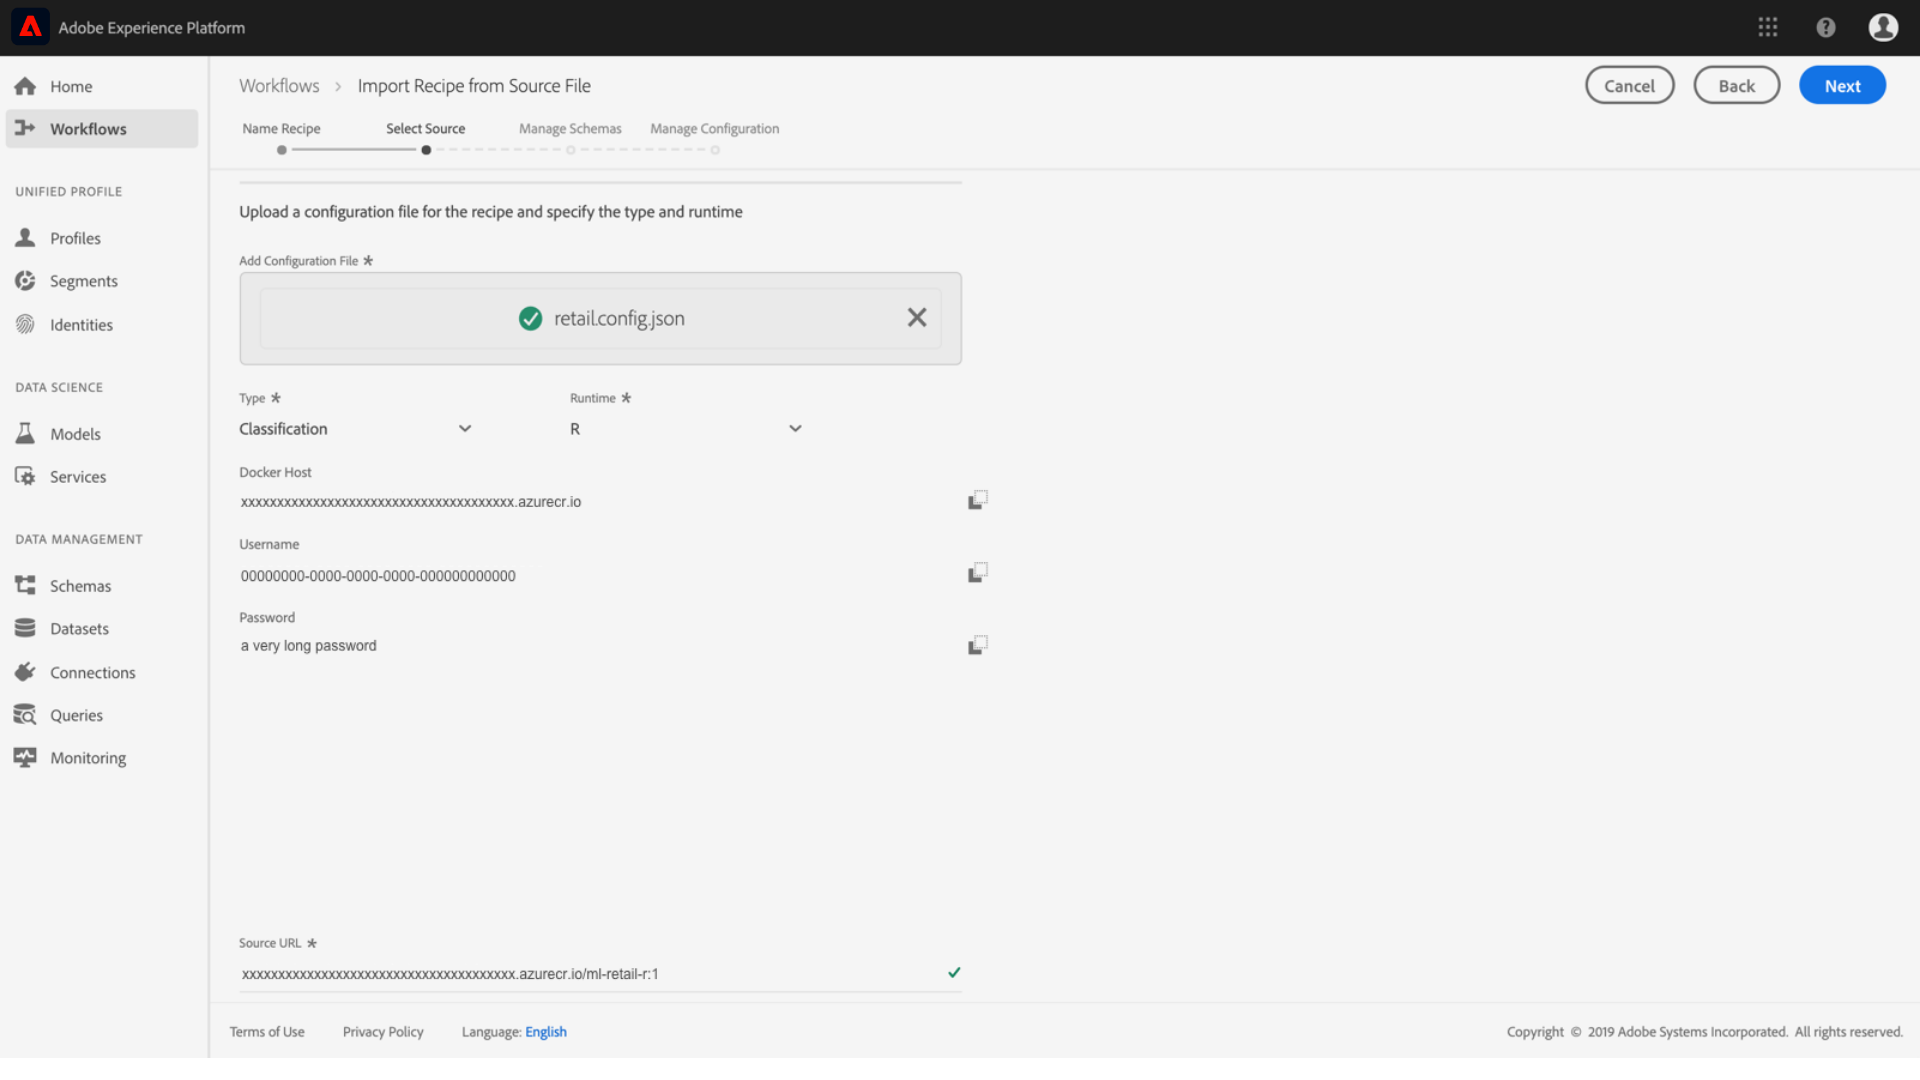 Adobe Experience Platform
Home
Workflows
UNIFIED PROFILE
Profiles
Segments
Identities
DATA SCIENCE
Models
Services
DATA MANAGEMENT
Schemas
Datasets
Connections
Queries
Monitoring
Workflows > Import Recipe from Source File
Cancel Back Next
Name Recipe Select Source Manage Schemas Manage Configuration
Upload a configuration file for the recipe and specify the type and runtime
Add Configuration File *
retail.config.json
Type * Runtime *
Classification R
Docker Host
xxxxxxxxxxxxxxxxxxxxxxxxxxxxxxxxxxxxxx.azurecr.io
Username
00000000-0000-0000-0000-000000000000
Password
a very long password
Source URL *
xxxxxxxxxxxxxxxxxxxxxxxxxxxxxxxxxxxxxx.azurecr.io/ml-retail-r:1
Terms of Use Privacy Policy Language: English
Copyright © 2019 Adobe Systems Incorporated. All rights reserved.